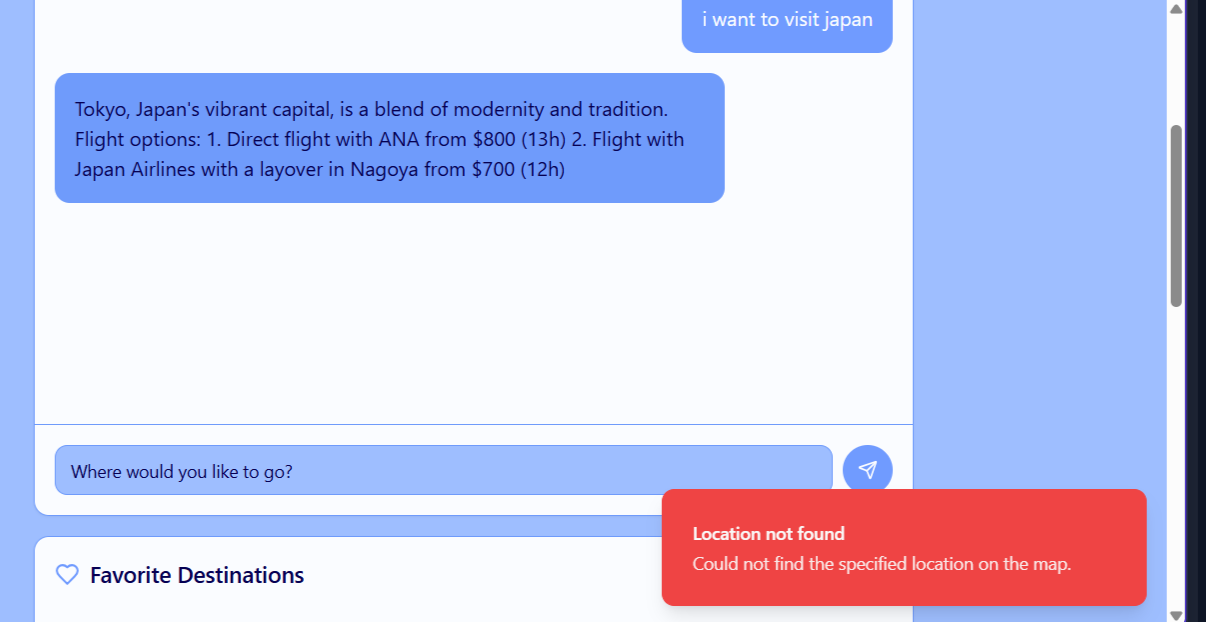 i want to visit japan
Tokyo, Japan's vibrant capital, is a blend of modernity and tradition.
Flight options: 1. Direct flight with ANA from $800 (13h) 2. Flight with
Japan Airlines with a layover in Nagoya from $700 (12h)
Where would you like to go?
Location not found
Could not find the specified location on the map.
Favorite Destinations